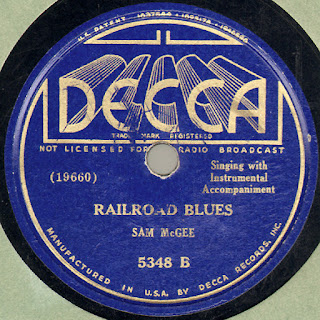 DECCA
TRADE MARK REGISTERED
NOT LICENSED FOR RADIO BROADCAST
(19660)
Singing with
Instrumental
Accompaniment
RAILROAD BLUES
SAM McGEE
5348 B
MANUFACTURED IN U.S.A. BY DECCA RECORDS, INC.